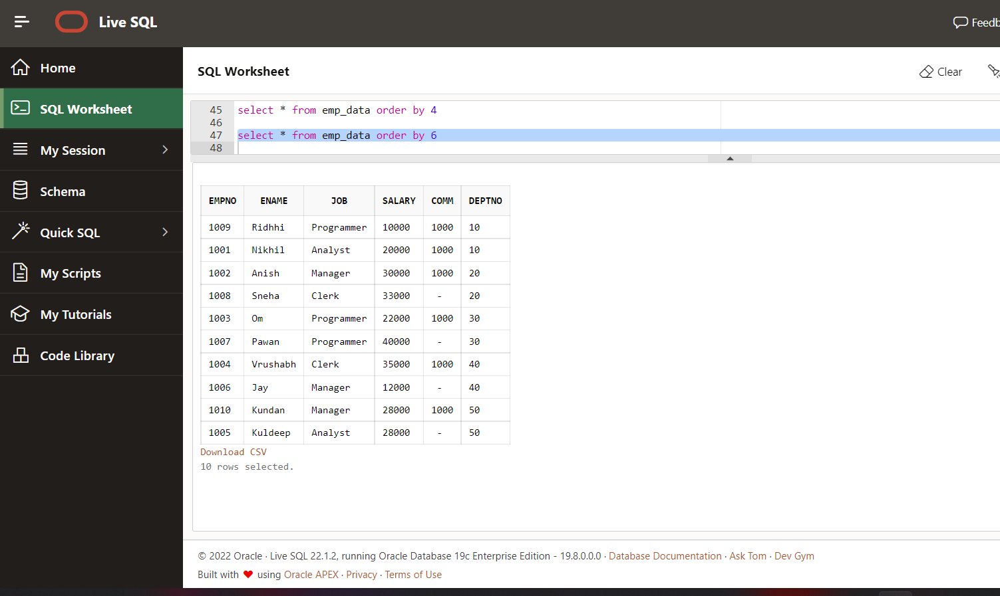 Live SQL
Feedb
Home
SQL Worksheet
My Session
Schema
Quick SQL
My Scripts
My Tutorials
Code Library
SQL Worksheet
Clear
45 select * from emp_data order by 4
46
47 select * from emp_data order by 6
48
EMPNO ENAME JOB SALARY COMM DEPTNO
1009 Ridhhi Programmer 10000 1000 10
1001 Nikhil Analyst 20000 1000 10
1002 Anish Manager 30000 1000 20
1008 Sneha Clerk 33000 - 20
1003 Om Programmer 22000 1000 30
1007 Pawan Programmer 40000 - 30
1004 Vrushabh Clerk 35000 1000 40
1006 Jay Manager 12000 - 40
1010 Kundan Manager 28000 1000 50
1005 Kuldeep Analyst 28000 - 50
Download CSV
10 rows selected.
© 2022 Oracle · Live SQL 22.1.2, running Oracle Database 19c Enterprise Edition - 19.8.0.0.0 · Database Documentation · Ask Tom · Dev Gym
Built with ❤ using Oracle APEX · Privacy · Terms of Use